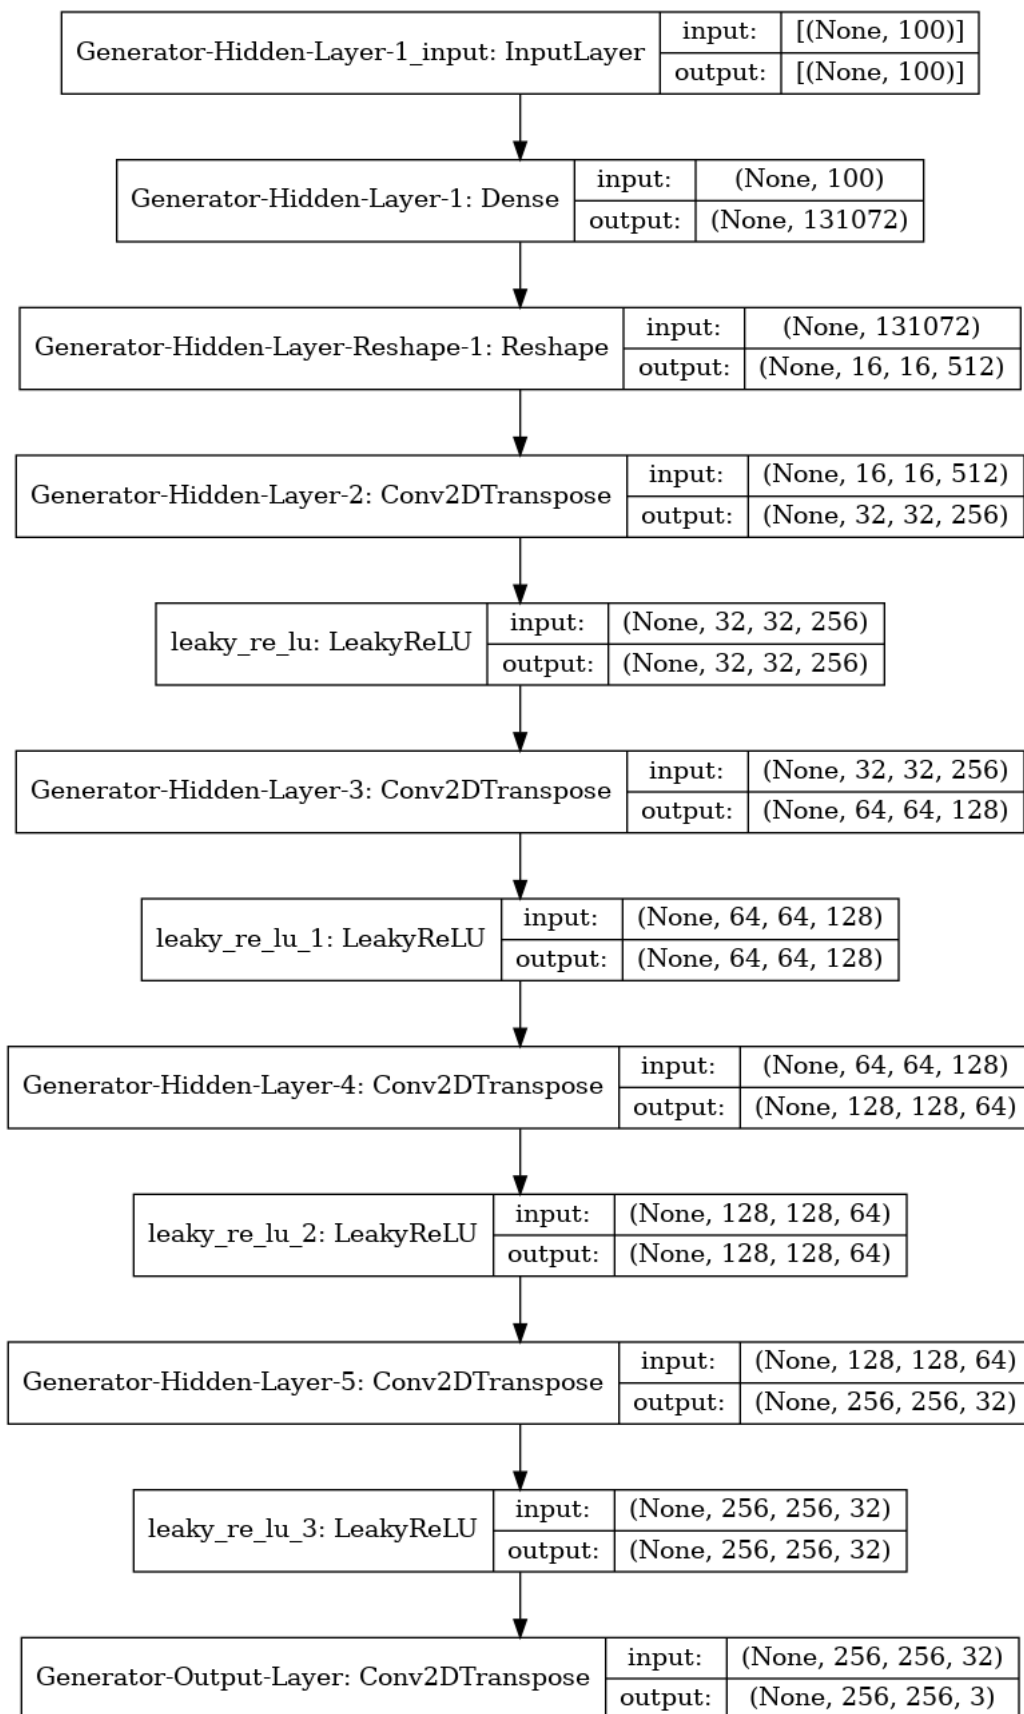 Generator-Hidden-Layer-1_input: InputLayer
input: [(None, 100)]
output: [(None, 100)]
Generator-Hidden-Layer-1: Dense
input: (None, 100)
output: (None, 131072)
Generator-Hidden-Layer-Reshape-1: Reshape
input: (None, 131072)
output: (None, 16, 16, 512)
Generator-Hidden-Layer-2: Conv2DTranspose
input: (None, 16, 16, 512)
output: (None, 32, 32, 256)
leaky_re_lu: LeakyReLU
input: (None, 32, 32, 256)
output: (None, 32, 32, 256)
Generator-Hidden-Layer-3: Conv2DTranspose
input: (None, 32, 32, 256)
output: (None, 64, 64, 128)
leaky_re_lu_1: LeakyReLU
input: (None, 64, 64, 128)
output: (None, 64, 64, 128)
Generator-Hidden-Layer-4: Conv2DTranspose
input: (None, 64, 64, 128)
output: (None, 128, 128, 64)
leaky_re_lu_2: LeakyReLU
input: (None, 128, 128, 64)
output: (None, 128, 128, 64)
Generator-Hidden-Layer-5: Conv2DTranspose
input: (None, 128, 128, 64)
output: (None, 256, 256, 32)
leaky_re_lu_3: LeakyReLU
input: (None, 256, 256, 32)
output: (None, 256, 256, 32)
Generator-Output-Layer: Conv2DTranspose
input: (None, 256, 256, 32)
output: (None, 256, 256, 3)